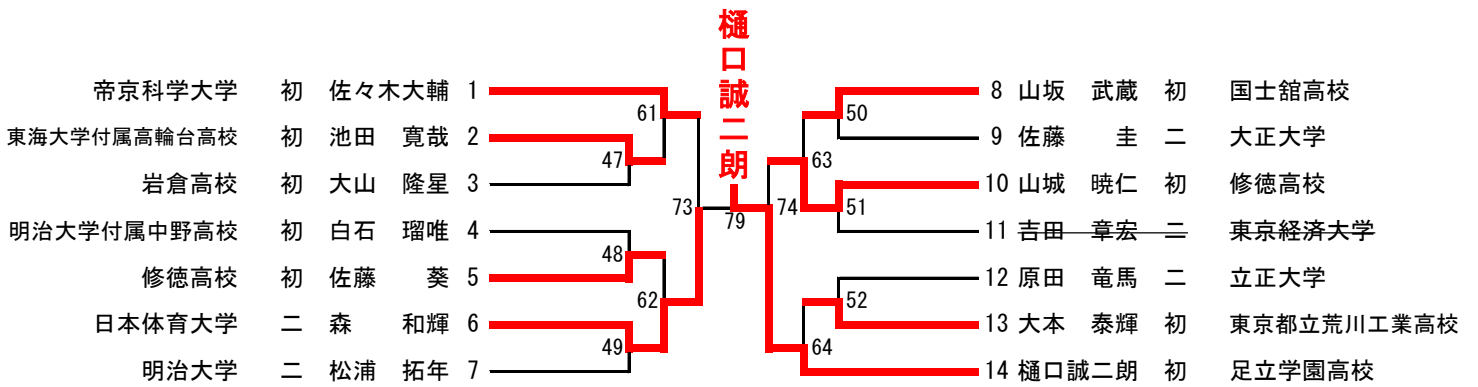 樋口誠二朗
帝京科学大学 初 佐々木大輔 1
東海大学付属高輪台高校 初 池田 寛哉 2
岩倉高校 初 大山 隆星 3
明治大学付属中野高校 初 白石 瑠唯 4
修徳高校 初 佐藤 葵 5
日本体育大学 二 森 和輝 6
明治大学 二 松浦 拓年 7
61
47
48
62
49
73
79
74
50
63
51
52
64
8 山坂 武蔵 初 国士舘高校
9 佐藤 圭 二 大正大学
10 山城 暁仁 初 修徳高校
11 吉田 章宏 二 東京経済大学
12 原田 竜馬 二 立正大学
13 大本 泰輝 初 東京都立荒川工業高校
14 樋口誠二朗 初 足立学園高校